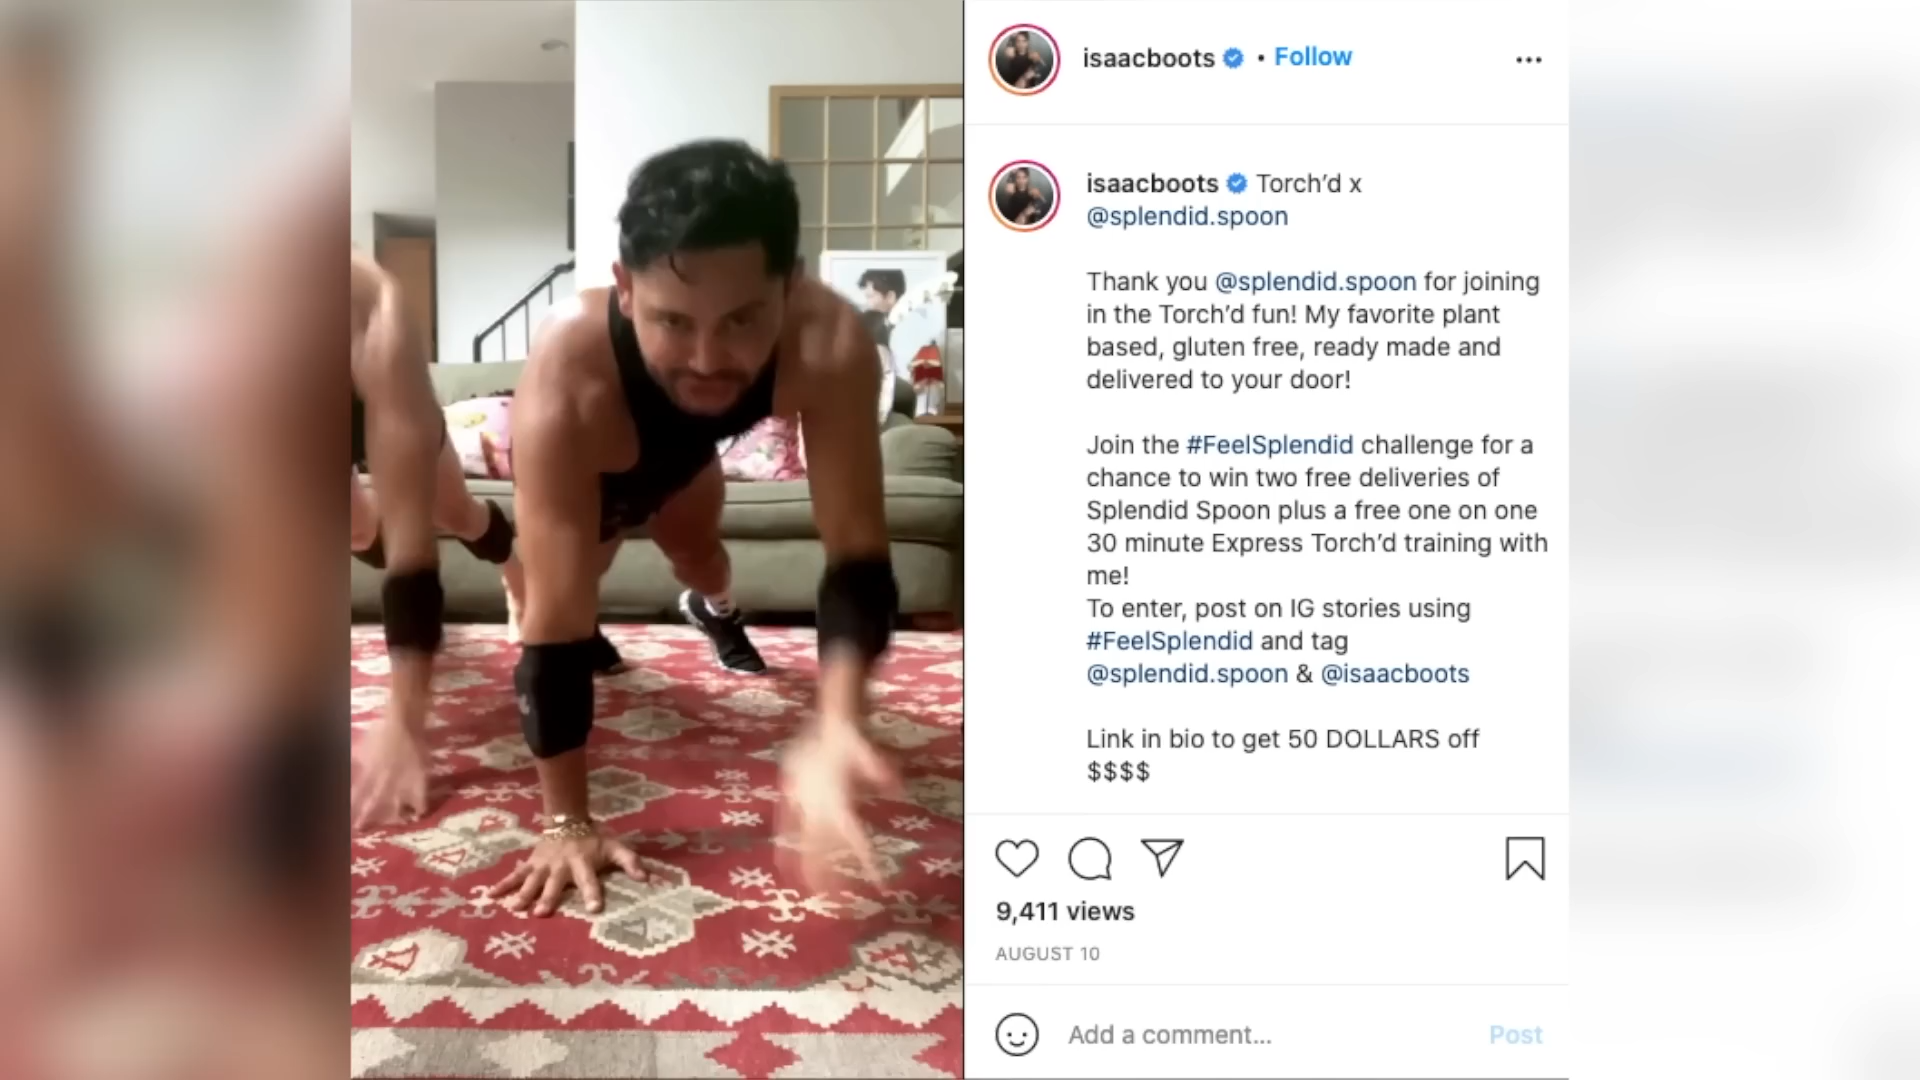 isaacboots • Follow
isaacboots Torch'd x
@splendid.spoon
Thank you @splendid.spoon for joining
in the Torch'd fun! My favorite plant
based, gluten free, ready made and
delivered to your door!
Join the #FeelSplendid challenge for a
chance to win two free deliveries of
Splendid Spoon plus a free one on one
30 minute Express Torch'd training with
me!
To enter, post on IG stories using
#FeelSplendid and tag
@splendid.spoon & @isaacboots
Link in bio to get 50 DOLLARS off
$$$$
9,411 views
AUGUST 10
Add a comment... Post